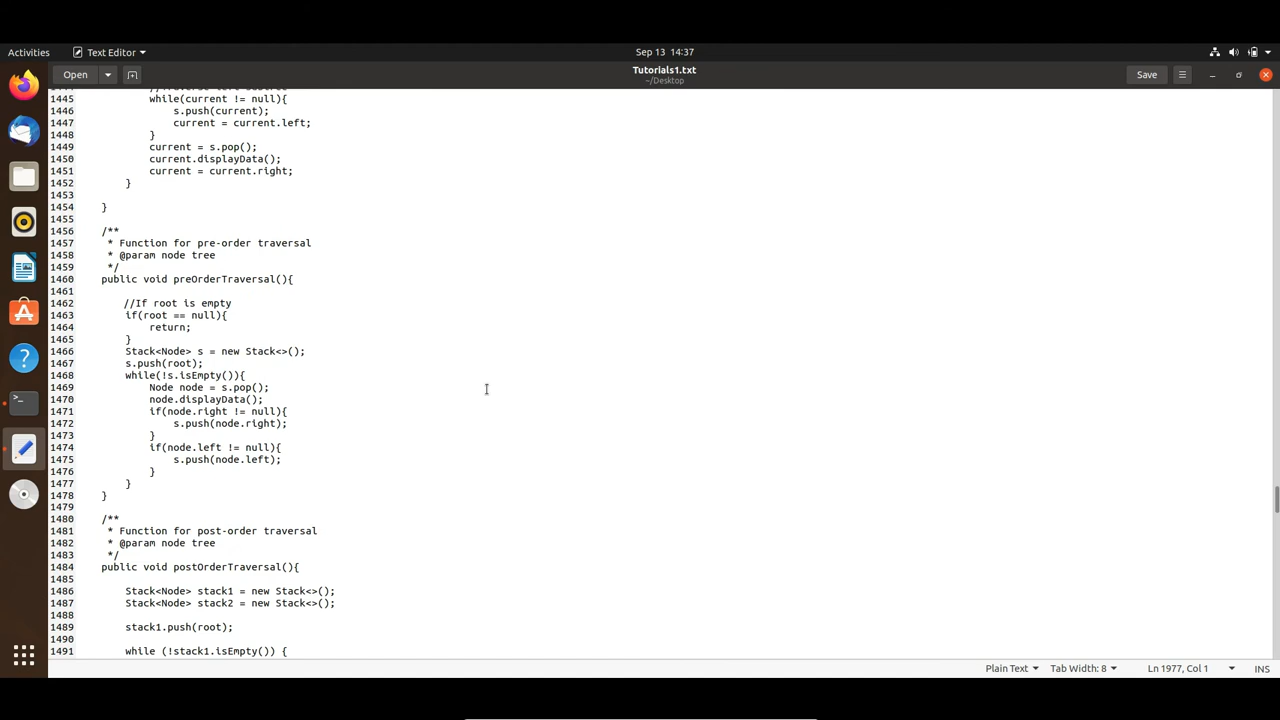 Activities
Text Editor
Sep 13 14:37
Open
Tutorials1.txt
~/Desktop
Save
1445 while(current != null){
1446 s.push(current);
1447 current = current.left;
1448 }
1449 current = s.pop();
1450 current.displayData();
1451 current = current.right;
1452 }
1453
1454 }
1455
1456 /**
1457 * Function for pre-order traversal
1458 * @param node tree
1459 */
1460 public void preOrderTraversal(){
1461
1462 //If root is empty
1463 if(root == null){
1464 return;
1465 }
1466 Stack<Node> s = new Stack<>();
1467 s.push(root);
1468 while(!s.isEmpty()){
1469 Node node = s.pop();
1470 node.displayData();
1471 if(node.right != null){
1472 s.push(node.right);
1473 }
1474 if(node.left != null){
1475 s.push(node.left);
1476 }
1477 }
1478 }
1479
1480 /**
1481 * Function for post-order traversal
1482 * @param node tree
1483 */
1484 public void postOrderTraversal(){
1485
1486 Stack<Node> stack1 = new Stack<>();
1487 Stack<Node> stack2 = new Stack<>();
1488
1489 stack1.push(root);
1490
1491 while (!stack1.isEmpty()) {
Plain Text
Tab Width: 8
Ln 1977, Col 1
INS